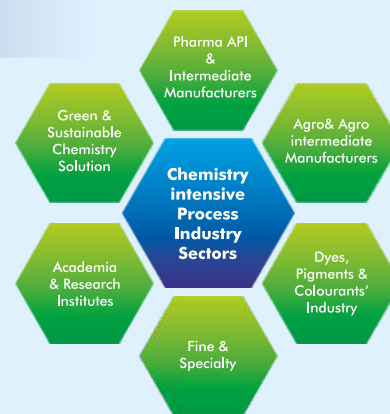 Pharma API
&
Intermediate
Manufacturers
Green &
Sustainable
Chemistry
Solution
Agro& Agro
intermediate
Manufacturers
Chemistry
intensive
Process
Industry
Sectors
Academia
& Research
Institutes
Dyes,
Pigments &
Colourants'
Industry
Fine &
Specialty